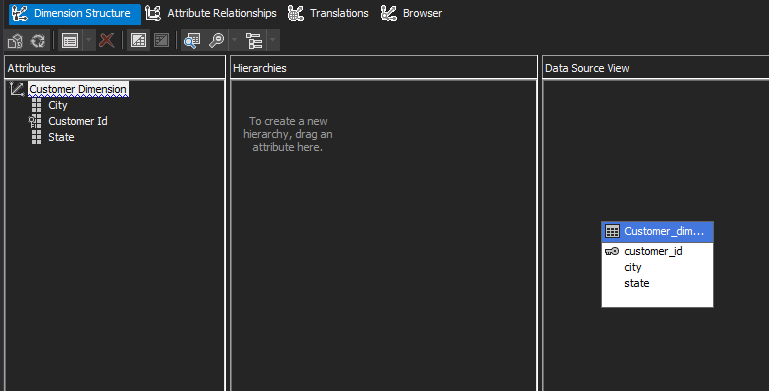 Dimension Structure Attribute Relationships Translations Browser
Attributes
Customer Dimension
City
Customer Id
State
Hierarchies
To create a new
hierarchy, drag an
attribute here.
Data Source View
Customer_dim...
customer_id
city
state